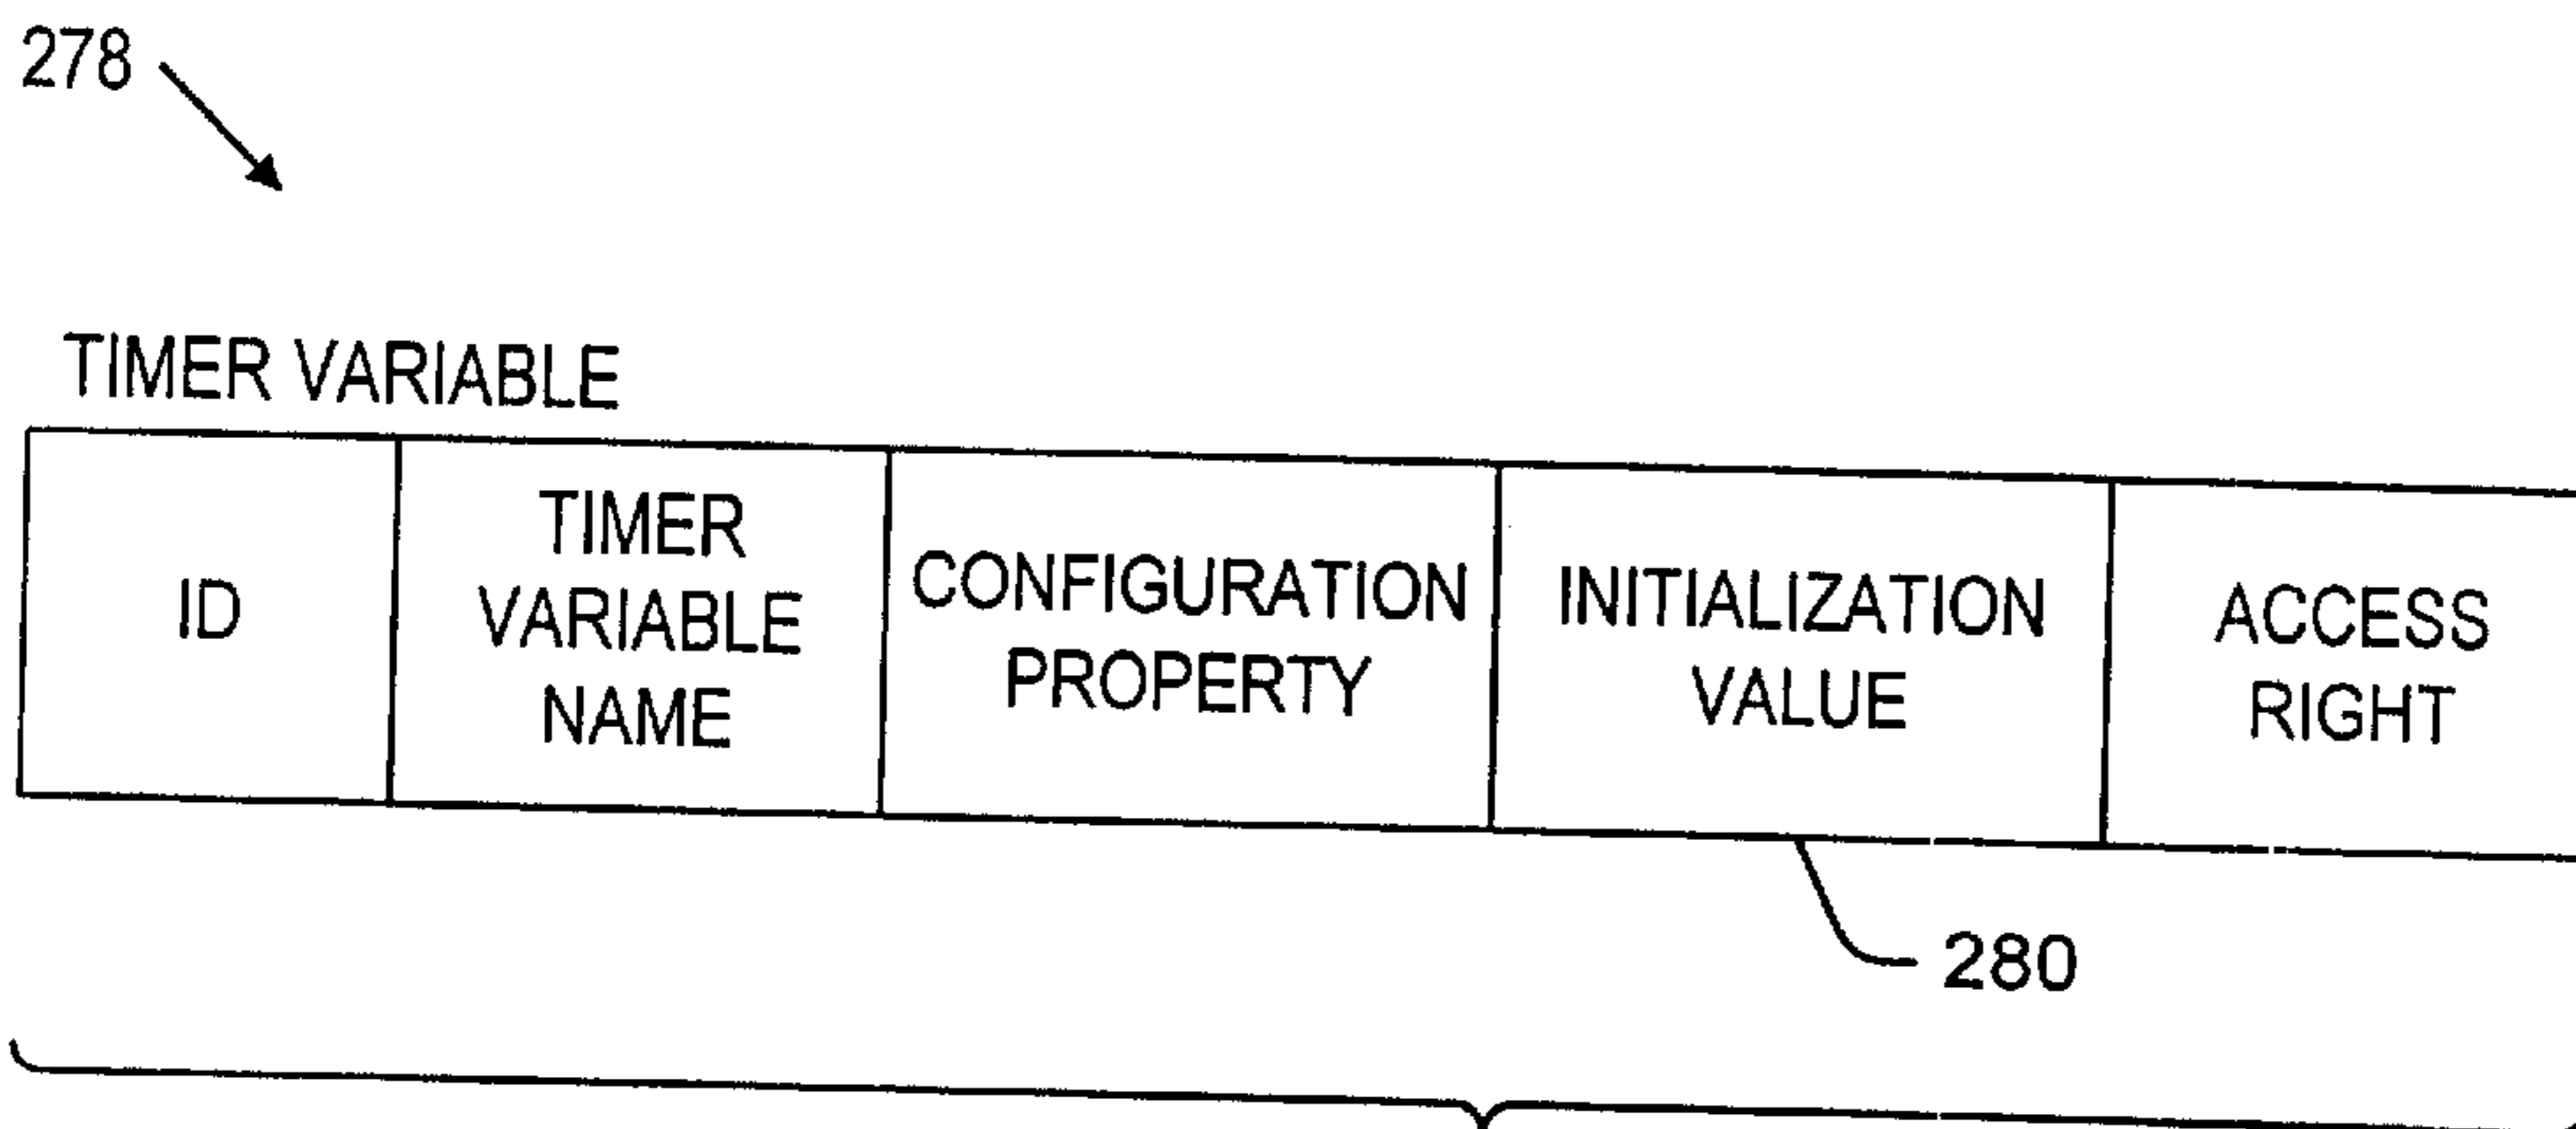 278
TIMER VARIABLE
ID
TIMER
VARIABLE
NAME
CONFIGURATION
PROPERTY
INITIALIZATION
VALUE
ACCESS
RIGHT
280